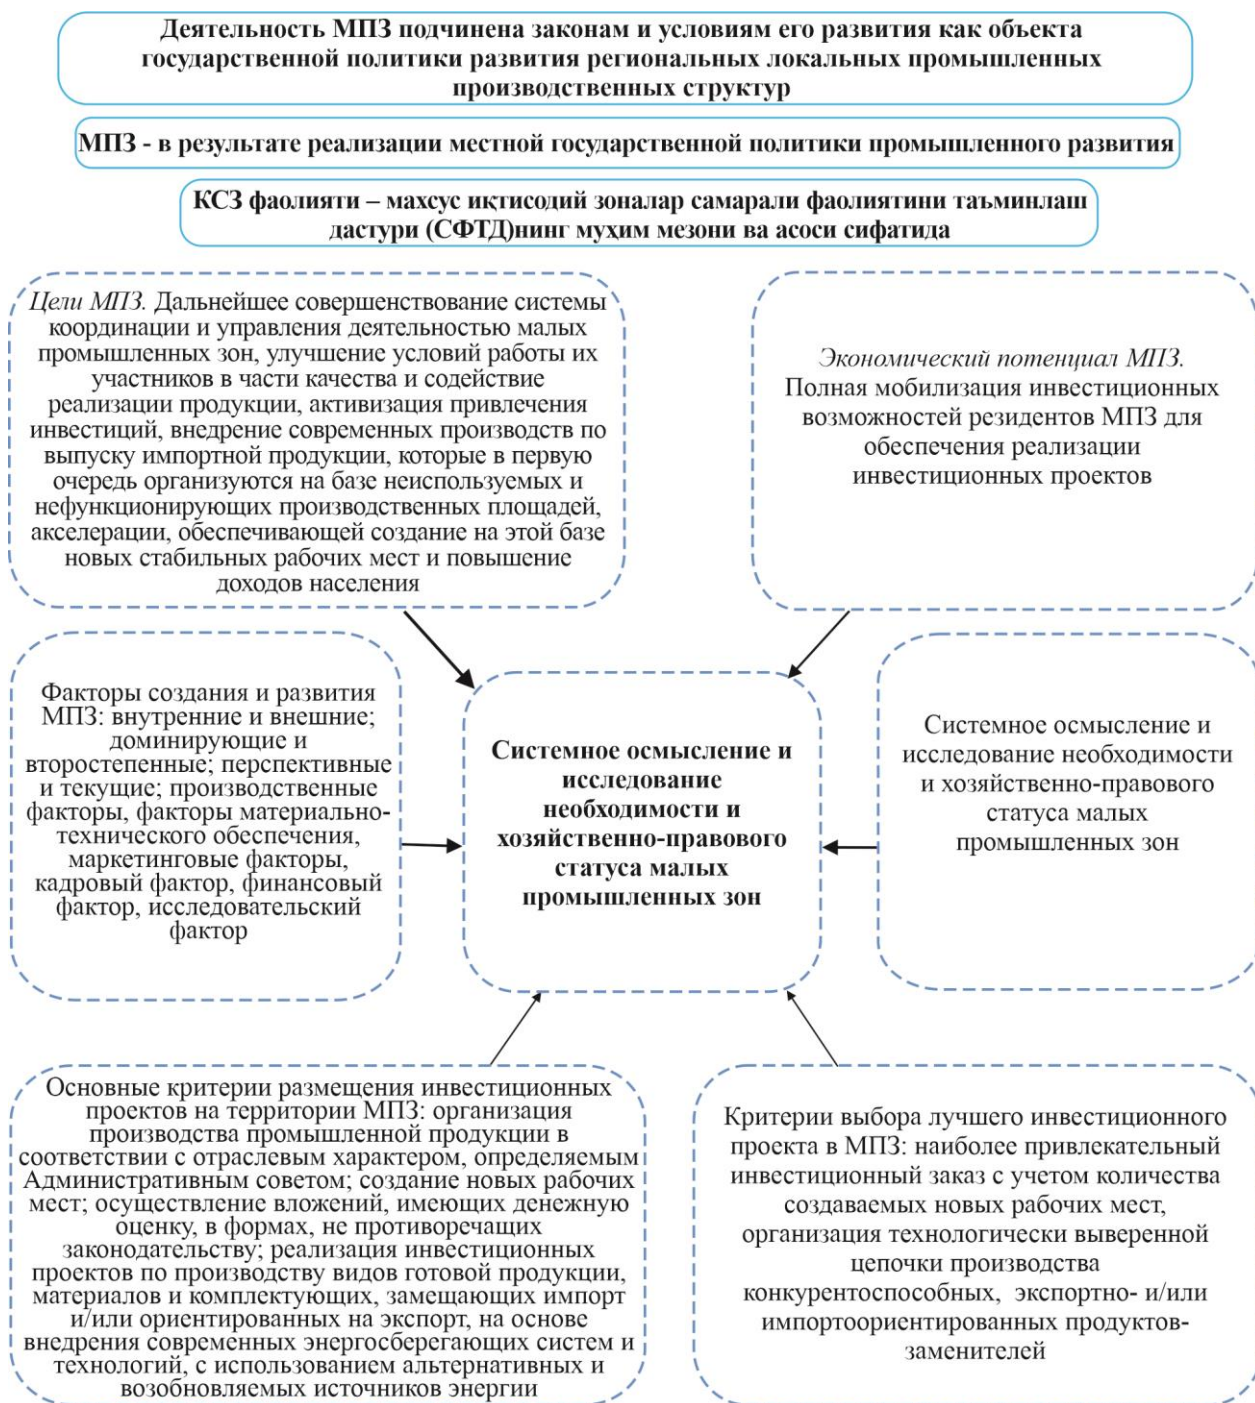 Деятельность МПЗ подчинена законам и условиям его развития как объекта
государственной политики развития региональных локальных промышленных
производственных структур
МПЗ - в результате реализации местной государственной политики промышленного развития
КСЗ фаолияти – махсус иқтисодий зоналар самарали фаолиятини таъминлаш
дастури (СФТД)нинг муҳим мезони ва асоси сифатида
Цели МПЗ. Дальнейшее совершенствование системы
координации и управления деятельностью малых
промышленных зон, улучшение условий работы их
участников в части качества и содействие
реализации продукции, активизация привлечения
инвестиций, внедрение современных производств по
выпуску импортной продукции, которые в первую
очередь организуются на базе неиспользуемых и
нефункционирующих производственных площадей,
акселерации, обеспечивающей создание на этой базе
новых стабильных рабочих мест и повышение
доходов населения
Экономический потенциал МПЗ.
Полная мобилизация инвестиционных
возможностей резидентов МПЗ для
обеспечения реализации
инвестиционных проектов
Факторы создания и развития
МПЗ: внутренние и внешние;
доминирующие и
второстепенные; перспективные
и текущие; производственные
факторы, факторы материально-
технического обеспечения,
маркетинговые факторы,
кадровый фактор, финансовый
фактор, исследовательский
фактор
Системное осмысление и
исследование
необходимости и
хозяйственно-правового
статуса малых
промышленных зон
Системное осмысление и
исследование необходимости
и хозяйственно-правового
статуса малых
промышленных зон
Основные критерии размещения инвестиционных
проектов на территории МПЗ: организация
производства промышленной продукции в
соответствии с отраслевым характером, определяемым
Административным советом; создание новых рабочих
мест; осуществление вложений, имеющих денежную
оценку, в формах, не противоречащих
законодательству; реализация инвестиционных
проектов по производству видов готовой продукции,
материалов и комплектующих, замещающих импорт
и/или ориентированных на экспорт, на основе
внедрения современных энергосберегающих систем и
технологий, с использованием альтернативных и
возобновляемых источников энергии
Критерии выбора лучшего инвестиционного
проекта в МПЗ: наиболее привлекательный
инвестиционный заказ с учетом количества
создаваемых новых рабочих мест,
организация технологически выверенной
цепочки производства
конкурентоспособных, экспортно- и/или
импортоориентированных продуктов-
заменителей